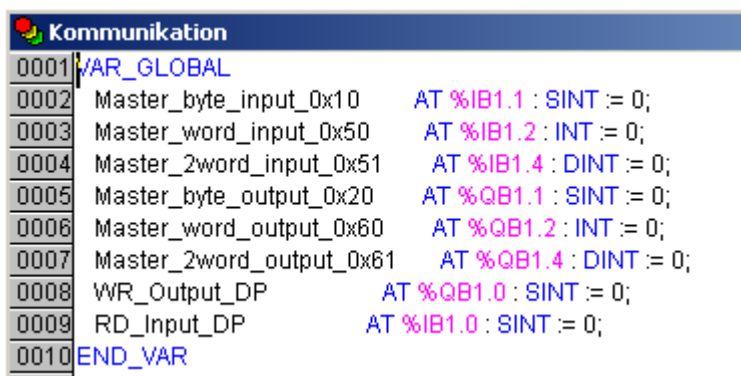 Kommunikation
0001 VAR_GLOBAL
0002 Master_byte_input_0x10 AT %IB1.1 : SINT := 0;
0003 Master_word_input_0x50 AT %IB1.2 : INT := 0;
0004 Master_2word_input_0x51 AT %IB1.4 : DINT := 0;
0005 Master_byte_output_0x20 AT %QB1.1 : SINT := 0;
0006 Master_word_output_0x60 AT %QB1.2 : INT := 0;
0007 Master_2word_output_0x61 AT %QB1.4 : DINT := 0;
0008 WR_Output_DP AT %QB1.0 : SINT := 0;
0009 RD_Input_DP AT %IB1.0 : SINT := 0;
0010 END_VAR